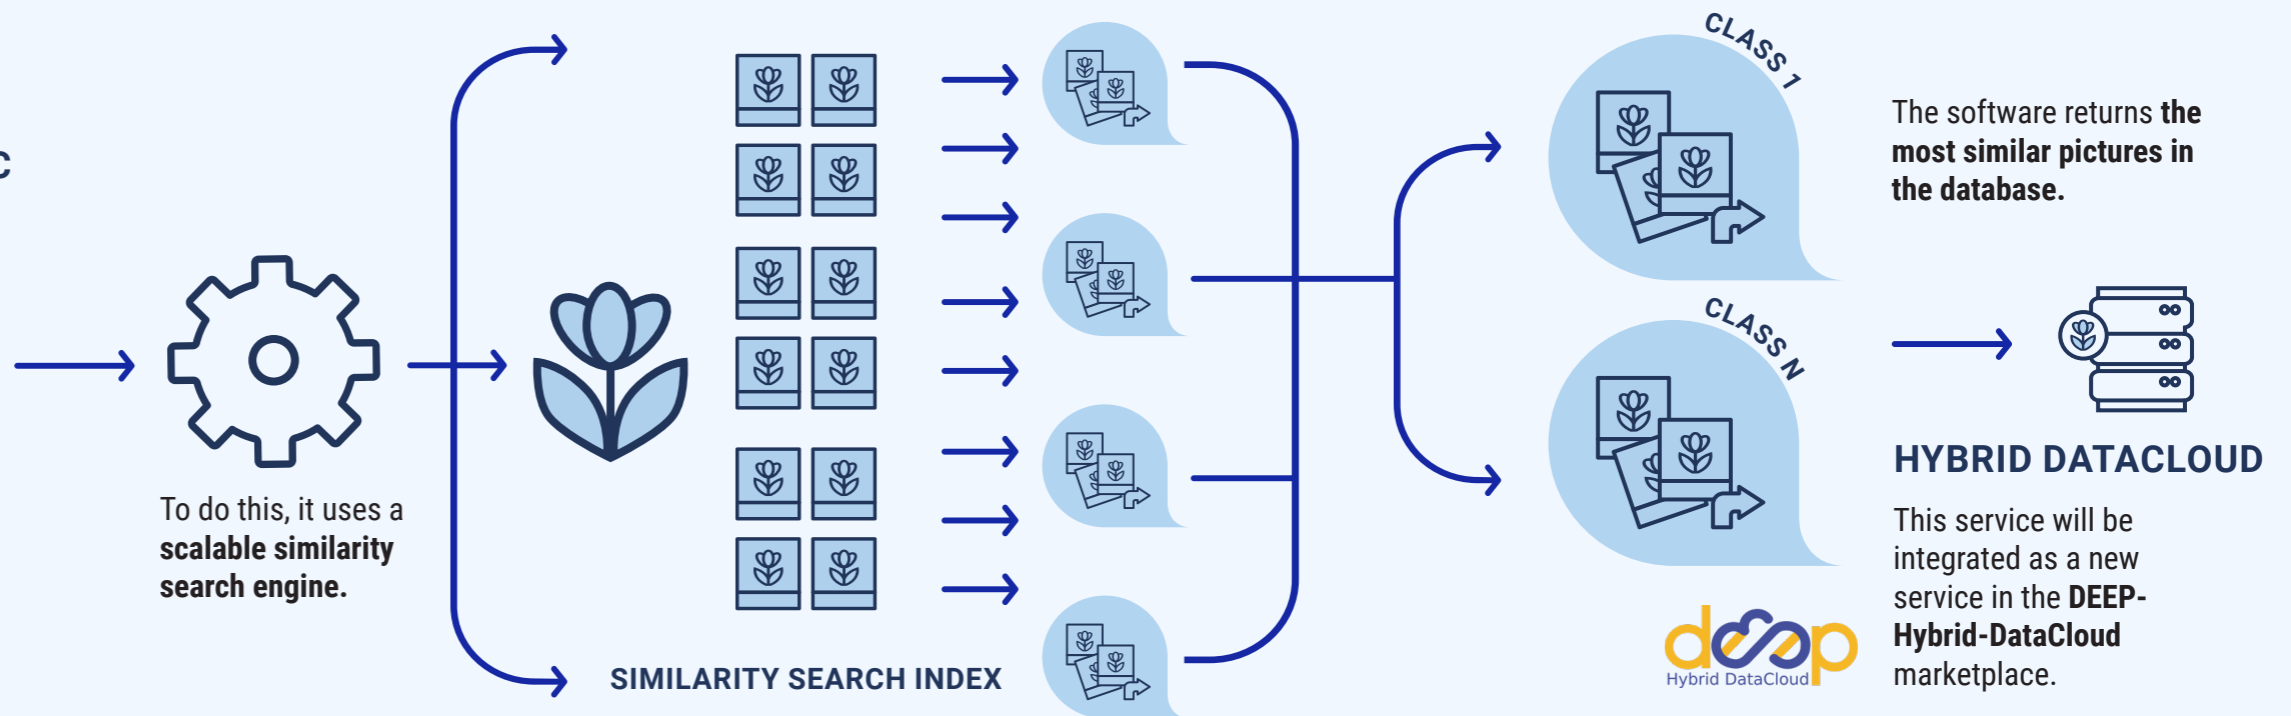 C
To do this, it uses a
scalable similarity
search engine.
SIMILARITY SEARCH INDEX
CLASS 1
CLASS N
The software returns the
most similar pictures in
the database.
HYBRID DATACLOUD
This service will be
integrated as a new
service in the DEEP-
Hybrid-DataCloud
marketplace.
deep
Hybrid DataCloud